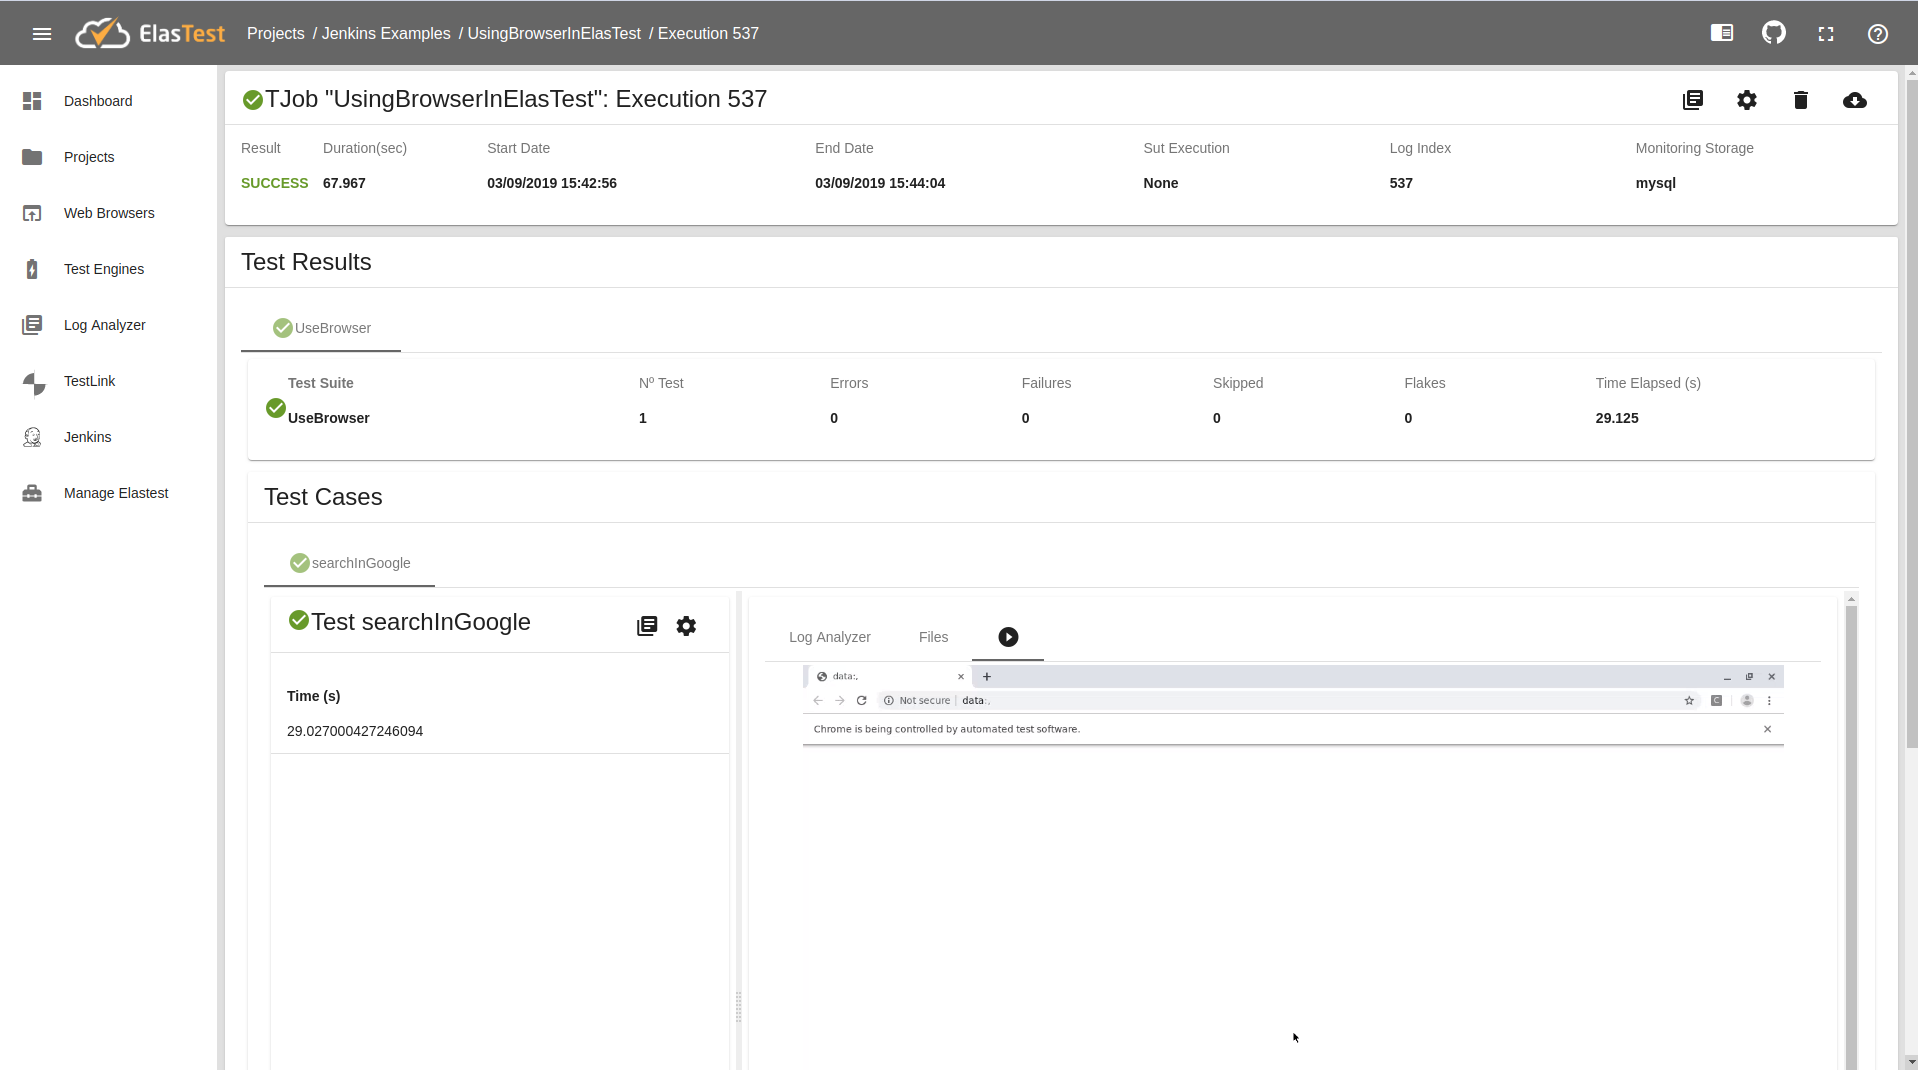 ElasTest Projects / Jenkins Examples / UsingBrowserInElasTest / Execution 537
Dashboard
Projects
Web Browsers
Test Engines
Log Analyzer
TestLink
Jenkins
Manage Elastest
TJob "UsingBrowserInElasTest": Execution 537
Result Duration(sec) Start Date End Date Sut Execution Log Index Monitoring Storage
SUCCESS 67.967 03/09/2019 15:42:56 03/09/2019 15:44:04 None 537 mysql
Test Results
UseBrowser
Test Suite Nº Test Errors Failures Skipped Flakes Time Elapsed (s)
UseBrowser 1 0 0 0 0 29.125
Test Cases
searchInGoogle
Test searchInGoogle
Time (s)
29.027000427246094
Log Analyzer Files
data:,
Not secure | data:,
C
Chrome is being controlled by automated test software.